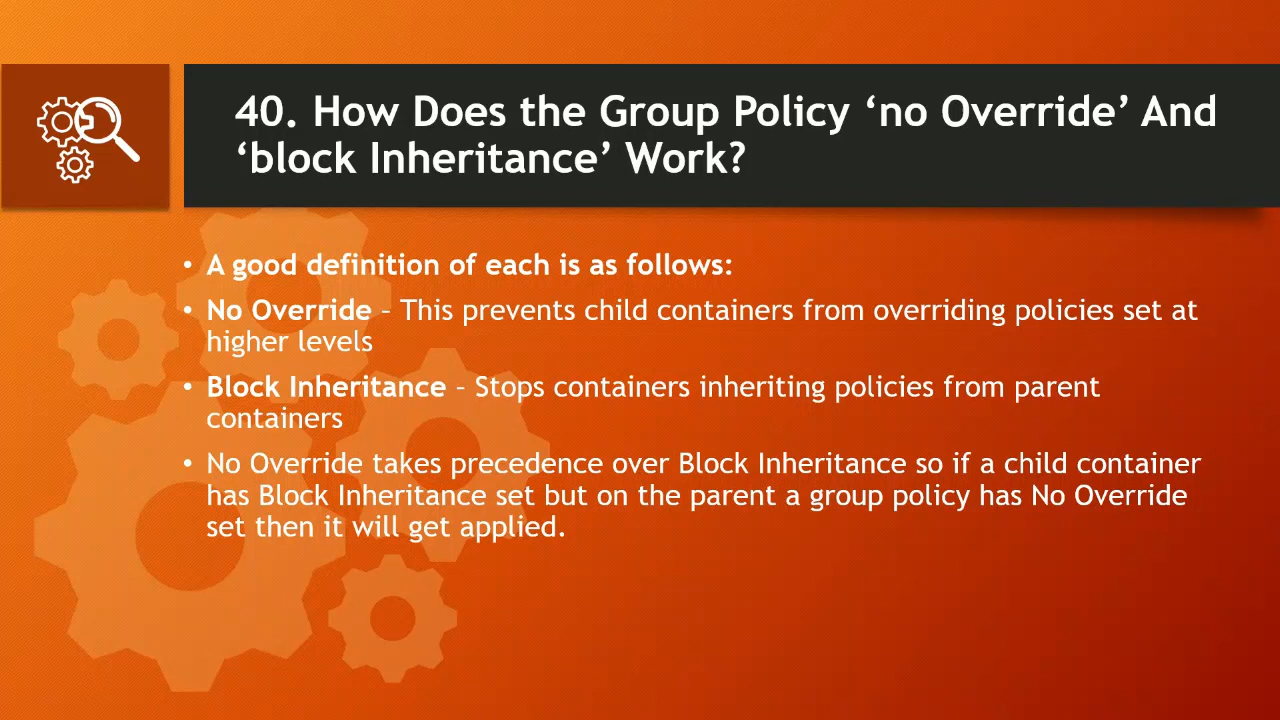 40. How Does the Group Policy ‘no Override’ And
‘block Inheritance’ Work?
• A good definition of each is as follows:
• No Override – This prevents child containers from overriding policies set at
higher levels
• Block Inheritance – Stops containers inheriting policies from parent
containers
• No Override takes precedence over Block Inheritance so if a child container
has Block Inheritance set but on the parent a group policy has No Override
set then it will get applied.